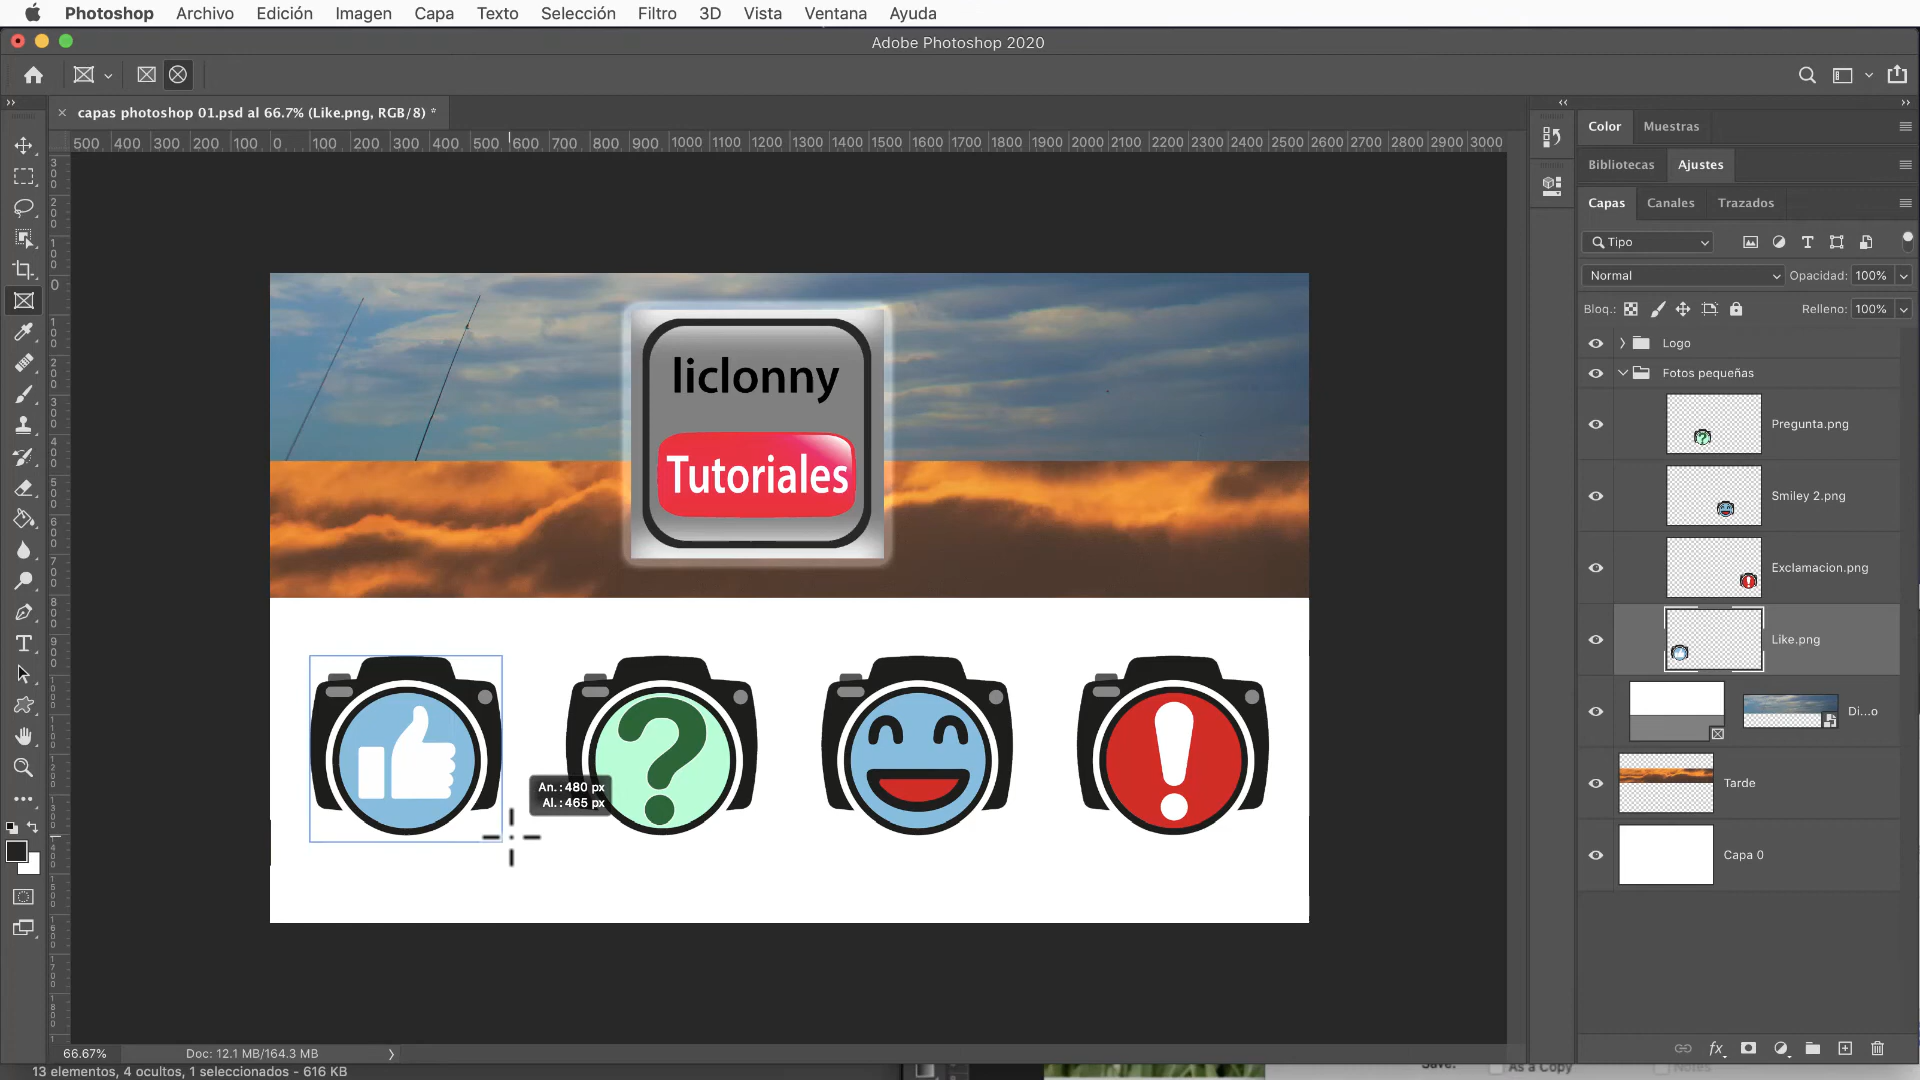 Photoshop Archivo Edición Imagen Capa Texto Selección Filtro 3D Vista Ventana Ayuda
Adobe Photoshop 2020
capas photoshop 01.psd al 66.7% (Like.png, RGB/8) *
500 400 300 200 100 0 100 200 300 400 500 600 700 800 900 1000 1100 1200 1300 1400 1500 1600 1700 1800 1900 2000 2100 2200 2300 2400 2500 2600 2700 2800 2900 3000
liclonny
Tutoriales
An.: 480 px
Al.: 465 px
Color Muestras
Bibliotecas Ajustes
Capas Canales Trazados
Tipo
Normal Opacidad: 100%
Bloq.: Relleno: 100%
Logo
Fotos pequeñas
Pregunta.png
Smiley 2.png
Exclamacion.png
Like.png
Di...o
Tarde
Capa 0
fx
66.67% Doc: 12.1 MB/164.3 MB
13 elementos, 4 ocultos, 1 seleccionados - 616 KB
Save: As a Copy Notes